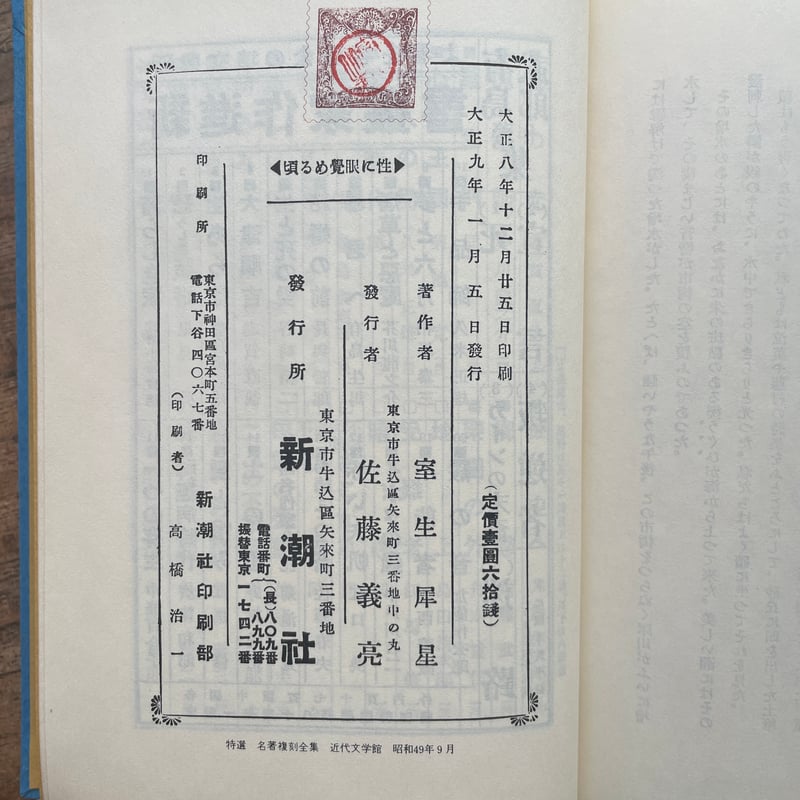 大正八年十二月廿五日印刷
大正九年一月五日發行
(定價壹圓六拾錢)
性に眼覺める頃
著作者 室生犀星
東京市牛込區矢來町三番地中の丸
發行者 佐藤義亮
東京市牛込區矢來町三番地
發行所 新潮社
電話番町(長)八〇九番
八九九番
振替東京一七四二番
印刷所
東京市神田區宮本町五番地
電話下谷四〇六七番
新潮社印刷部
(印刷者) 高橋治一
特選 名著複刻全集 近代文学館 昭和49年9月